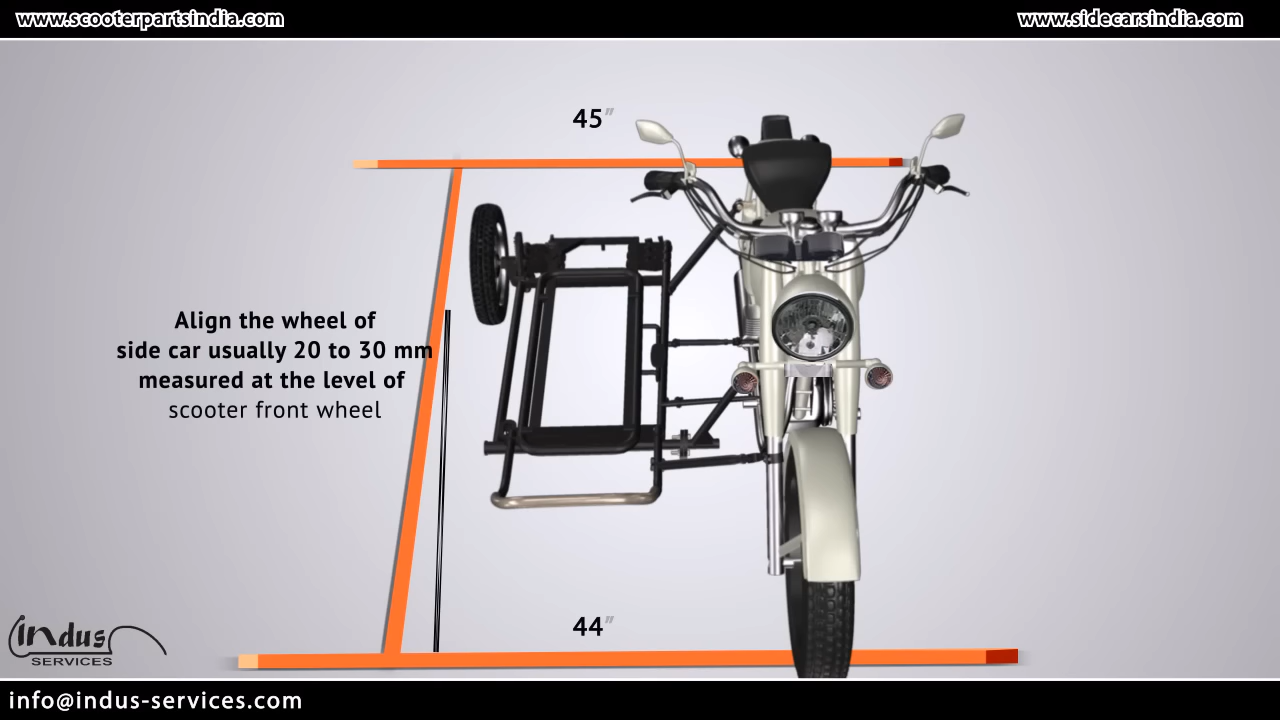 www.scooterpartsindia.com
www.sidecarsindia.com
45"
Align the wheel of
side car usually 20 to 30 mm
measured at the level of
scooter front wheel
44"
indus
SERVICES
info@indus-services.com